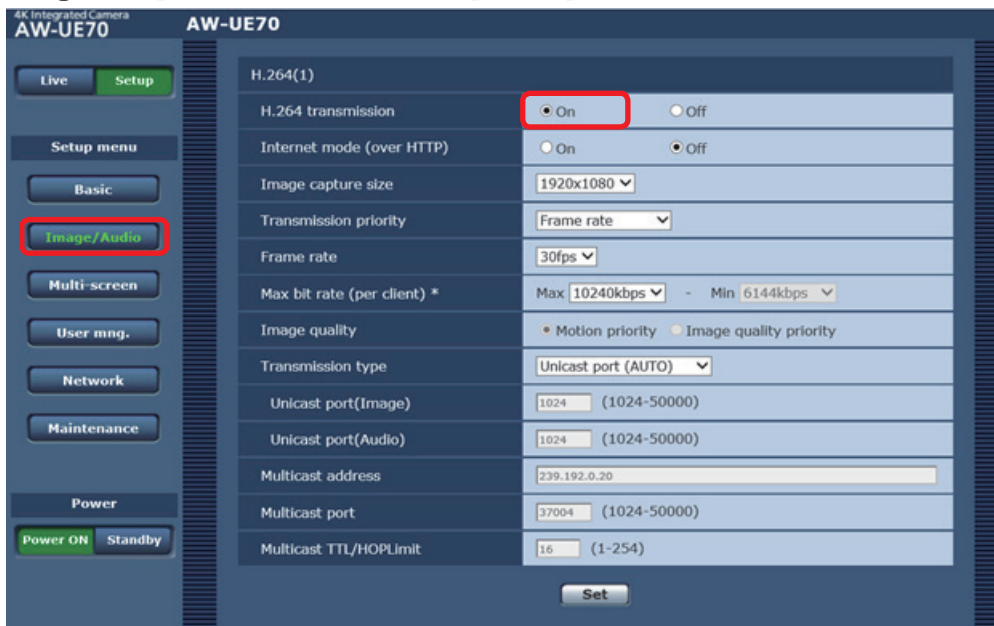 4K Integrated Camera
AW-UE70
AW-UE70
Live Setup
Setup menu
Basic
Image/Audio
Multi-screen
User mng.
Network
Maintenance
Power
Power ON Standby
H.264(1)
H.264 transmission On Off
Internet mode (over HTTP) On Off
Image capture size 1920x1080
Transmission priority Frame rate
Frame rate 30fps
Max bit rate (per client) * Max 10240kbps - Min 6144kbps
Image quality Motion priority Image quality priority
Transmission type Unicast port (AUTO)
Unicast port(Image) 1024 (1024-50000)
Unicast port(Audio) 1024 (1024-50000)
Multicast address 239.192.0.20
Multicast port 37004 (1024-50000)
Multicast TTL/HOPLimit 16 (1-254)
Set